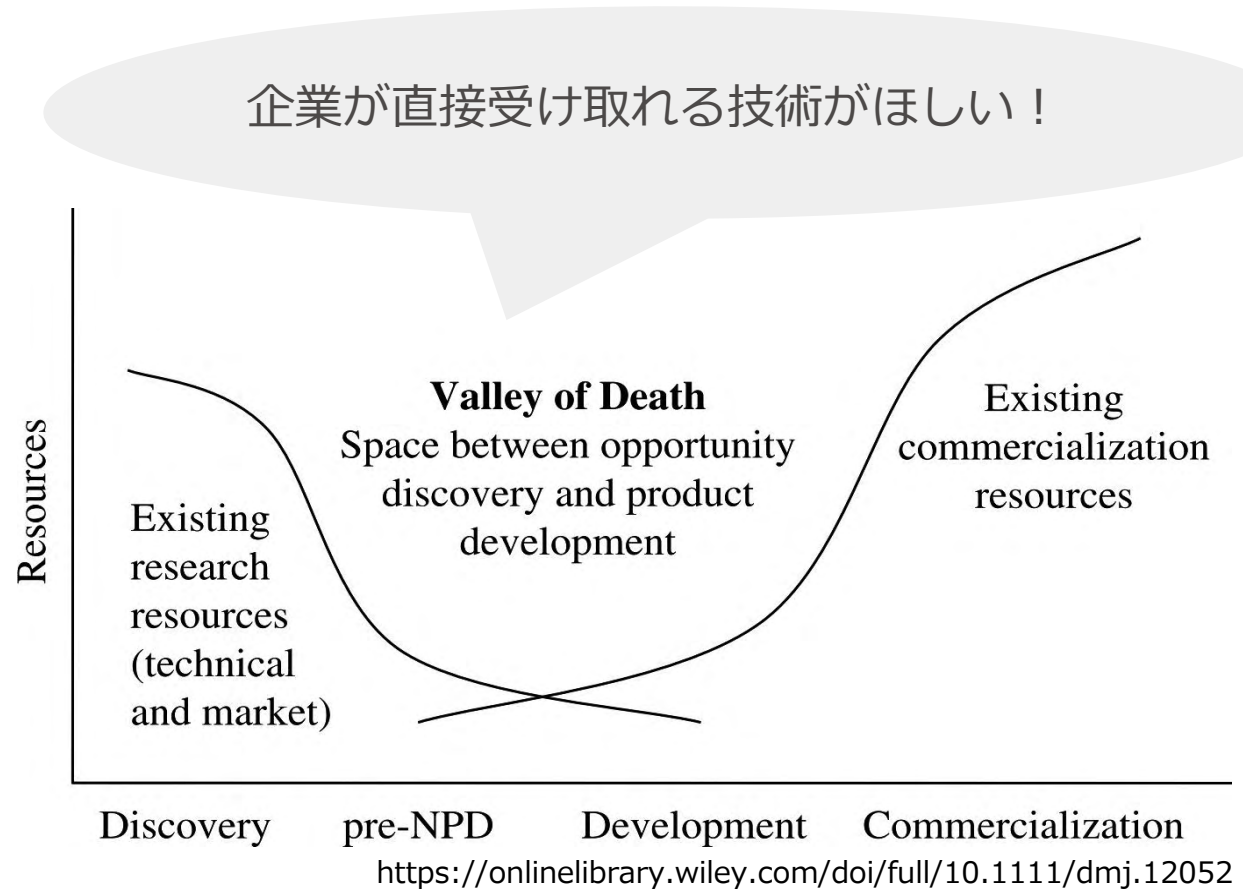 企業が直接受け取れる技術がほしい！
Resources
Valley of Death
Space between opportunity
discovery and product
development
Existing
research
resources
(technical
and market)
Existing
commercialization
resources
Discovery pre-NPD Development Commercialization
https://onlinelibrary.wiley.com/doi/full/10.1111/dmj.12052